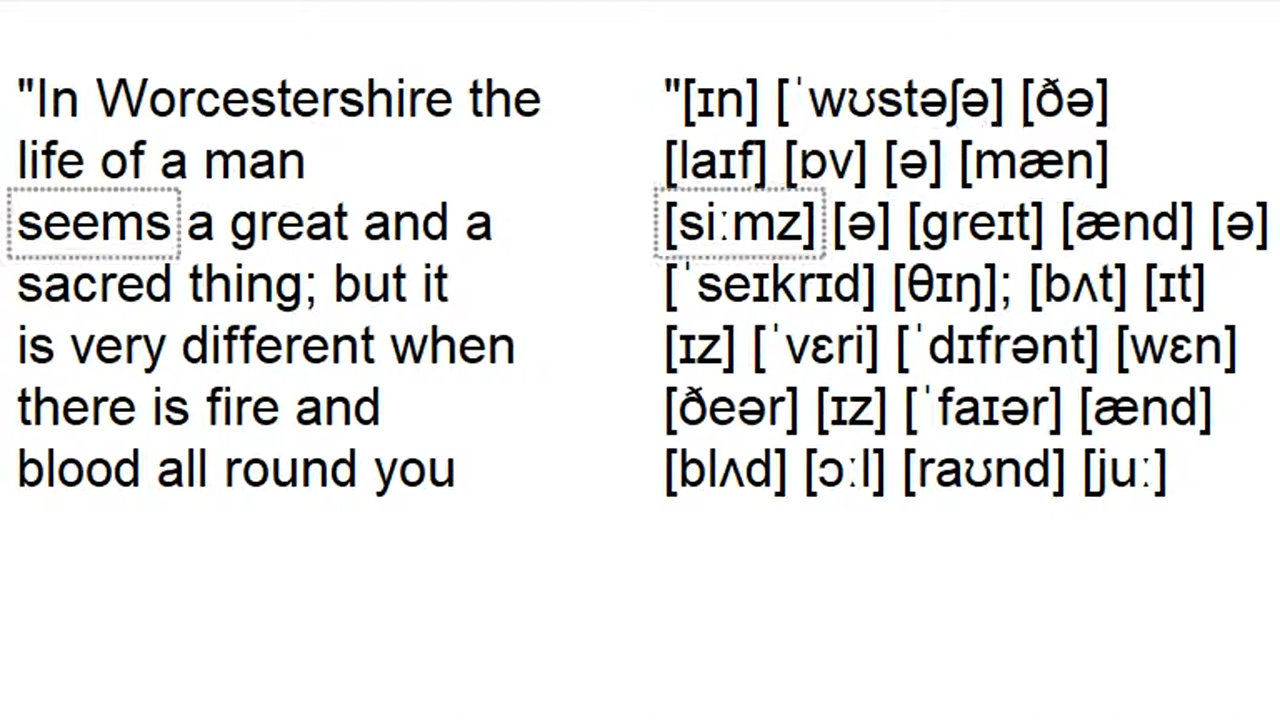 "In Worcestershire the
life of a man
seems a great and a
sacred thing; but it
is very different when
there is fire and
blood all round you
"[ɪn] [ˈwʊstəʃə] [ðə]
[laɪf] [ɒv] [ə] [mæn]
[siːmz] [ə] [greɪt] [ænd] [ə]
[ˈseɪkrɪd] [θɪŋ]; [bʌt] [ɪt]
[ɪz] [ˈvɛri] [ˈdɪfrənt] [wɛn]
[ðeər] [ɪz] [ˈfaɪər] [ænd]
[blʌd] [ɔːl] [raʊnd] [juː]